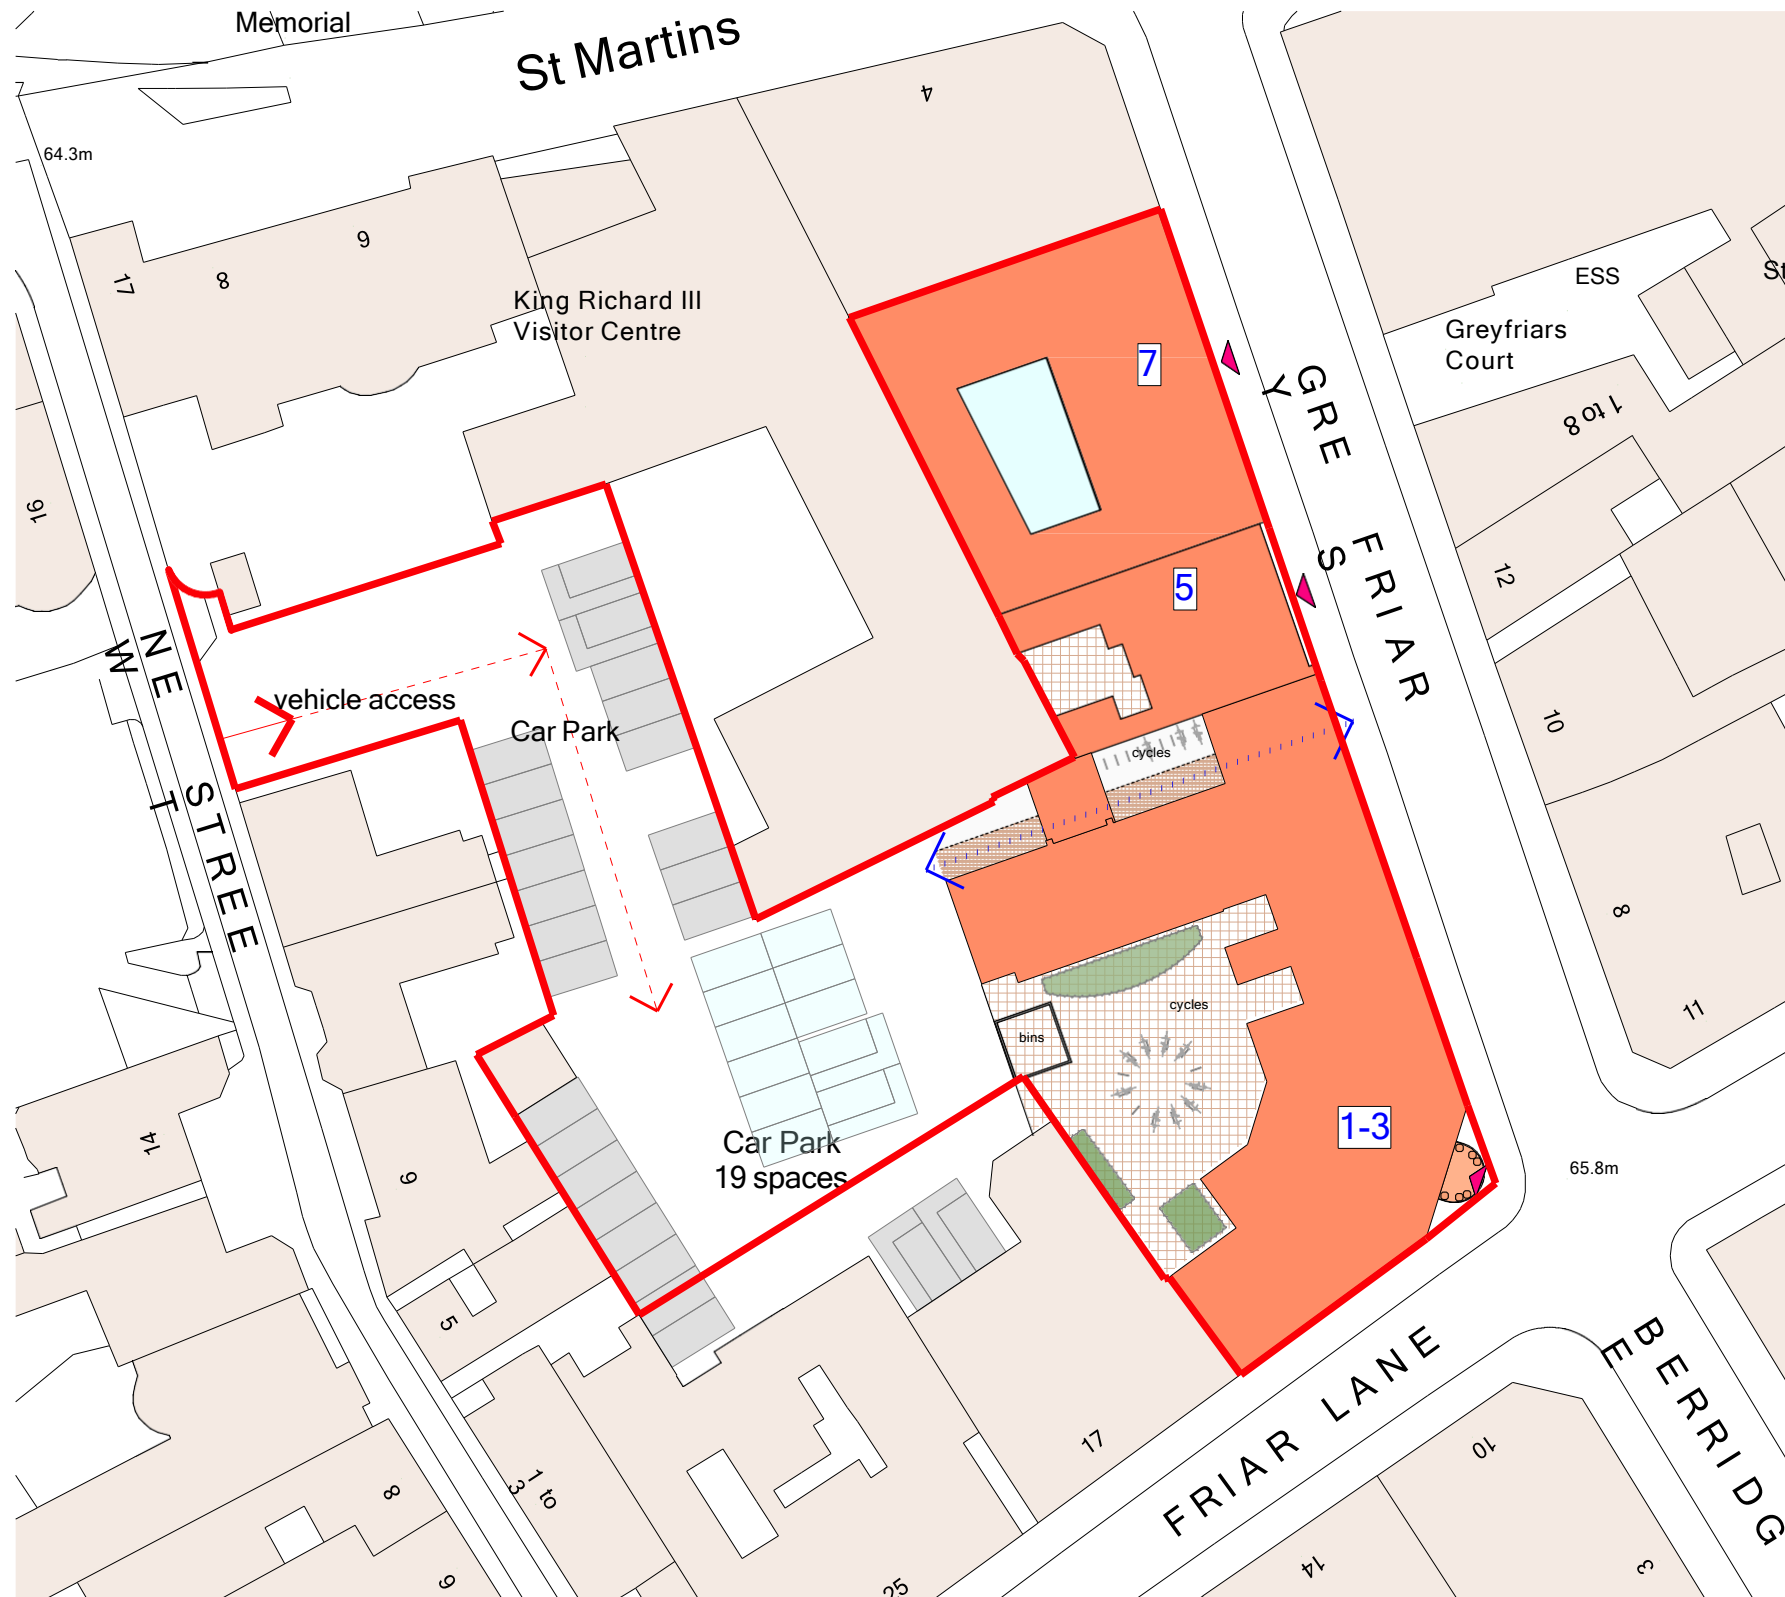 Memorial
St Martins
4
7
64.3m
9
8
17
King Richard III
Visitor Centre
ESS
St
Greyfriars
Court
1 to 8
7
GREY FRIARS
5
16
12
NEW STREET
vehicle access
Car Park
cycles
10
8
cycles
bins
11
14
9
1-3
Car Park
19 spaces
65.8m
5
BERRIDGE
FRIAR LANE
17
10
8
1 to
3
14
3
6
25